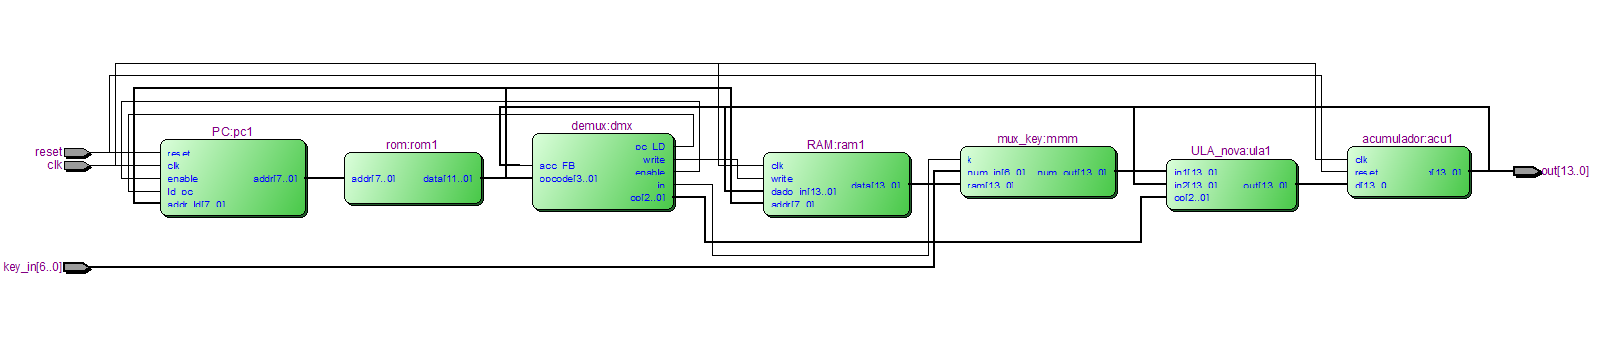 reset
clk
key_in[6..0]
PC:pc1
reset
clk
enable
ld_pc
addr_ld[7..0]
addr[7..0]
rom:rom1
addr[7..0]
data[11..0]
demux:dmx
acc_FB
opcode[3..0]
pc_LD
write
enable
in
op[2..0]
RAM:ram1
clk
write
dado_in[13..0]
addr[7..0]
data[13..0]
mux_key:mmm
k
num_in[6..0]
ram[13..0]
num_out[13..0]
ULA_nova:ula1
in1[13..0]
in2[13..0]
op[2..0]
out[13..0]
acumulador:acu1
clk
reset
out[13..0]